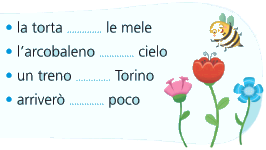 • la torta .............. le mele
• l'arcobaleno .............. cielo
• un treno .............. Torino
• arriverò .............. poco